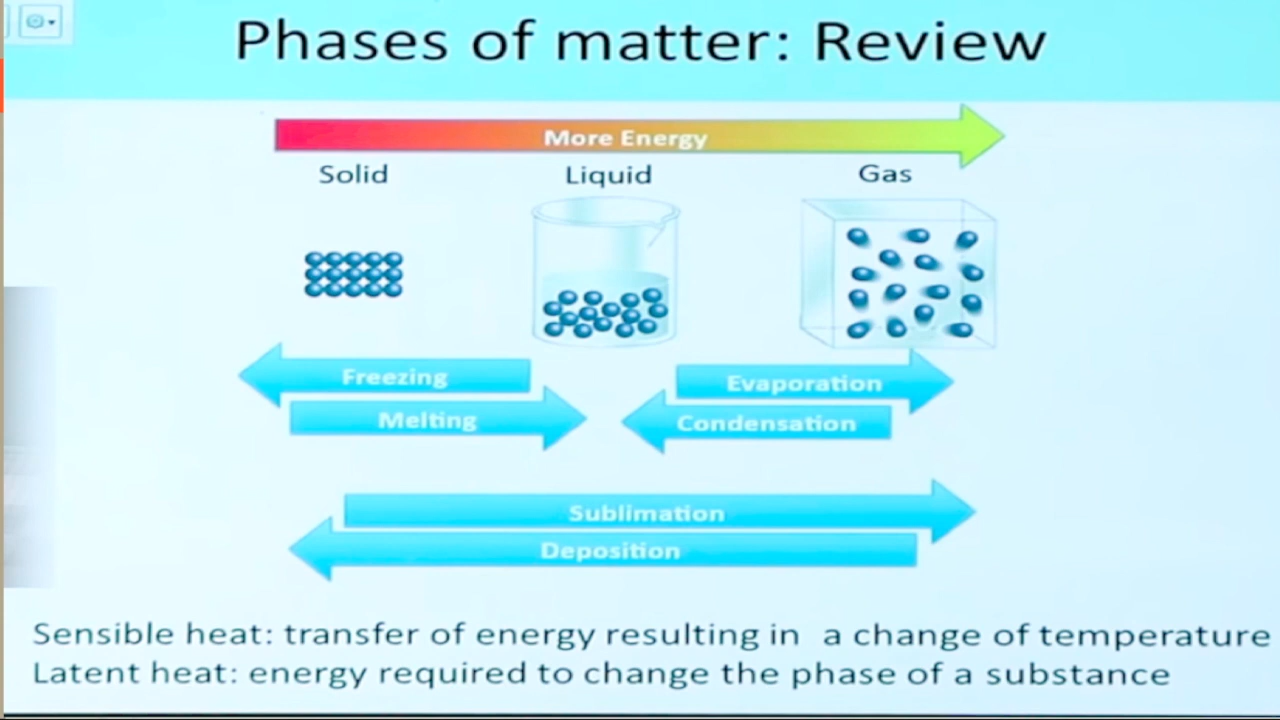 Phases of matter: Review
More Energy
Solid
Liquid
Gas
Freezing
Evaporation
Melting
Condensation
Sublimation
Deposition
Sensible heat: transfer of energy resulting in a change of temperature
Latent heat: energy required to change the phase of a substance